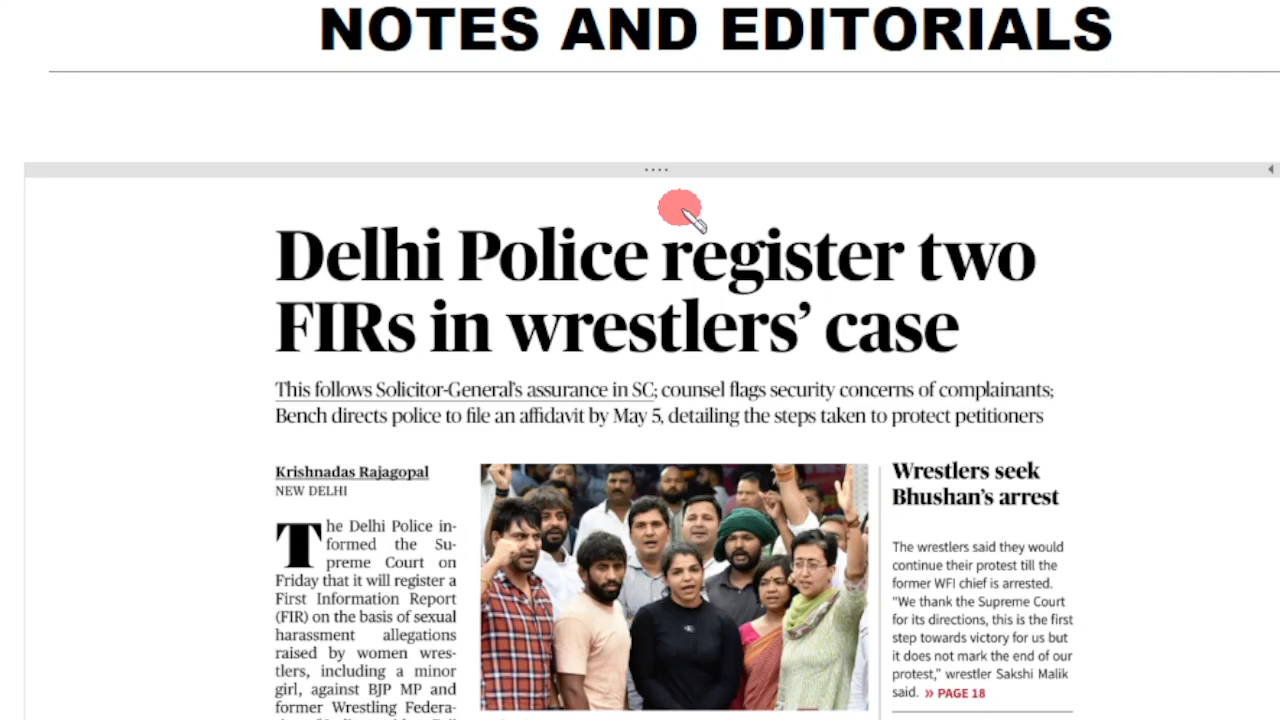 NOTES AND EDITORIALS
Delhi Police register two
FIRs in wrestlers’ case
This follows Solicitor-General’s assurance in SC; counsel flags security concerns of complainants;
Bench directs police to file an affidavit by May 5, detailing the steps taken to protect petitioners
Krishnadas Rajagopal
NEW DELHI
The Delhi Police in-
formed the Su-
preme Court on
Friday that it will register a
First Information Report
(FIR) on the basis of sexual
harassment allegations
raised by women wres-
tlers, including a minor
girl, against BJP MP and
former Wrestling Federa-
Wrestlers seek
Bhushan’s arrest
The wrestlers said they would
continue their protest till the
former WFI chief is arrested.
“We thank the Supreme Court
for its directions, this is the first
step towards victory for us but
it does not mark the end of our
protest,” wrestler Sakshi Malik
said. » PAGE 18